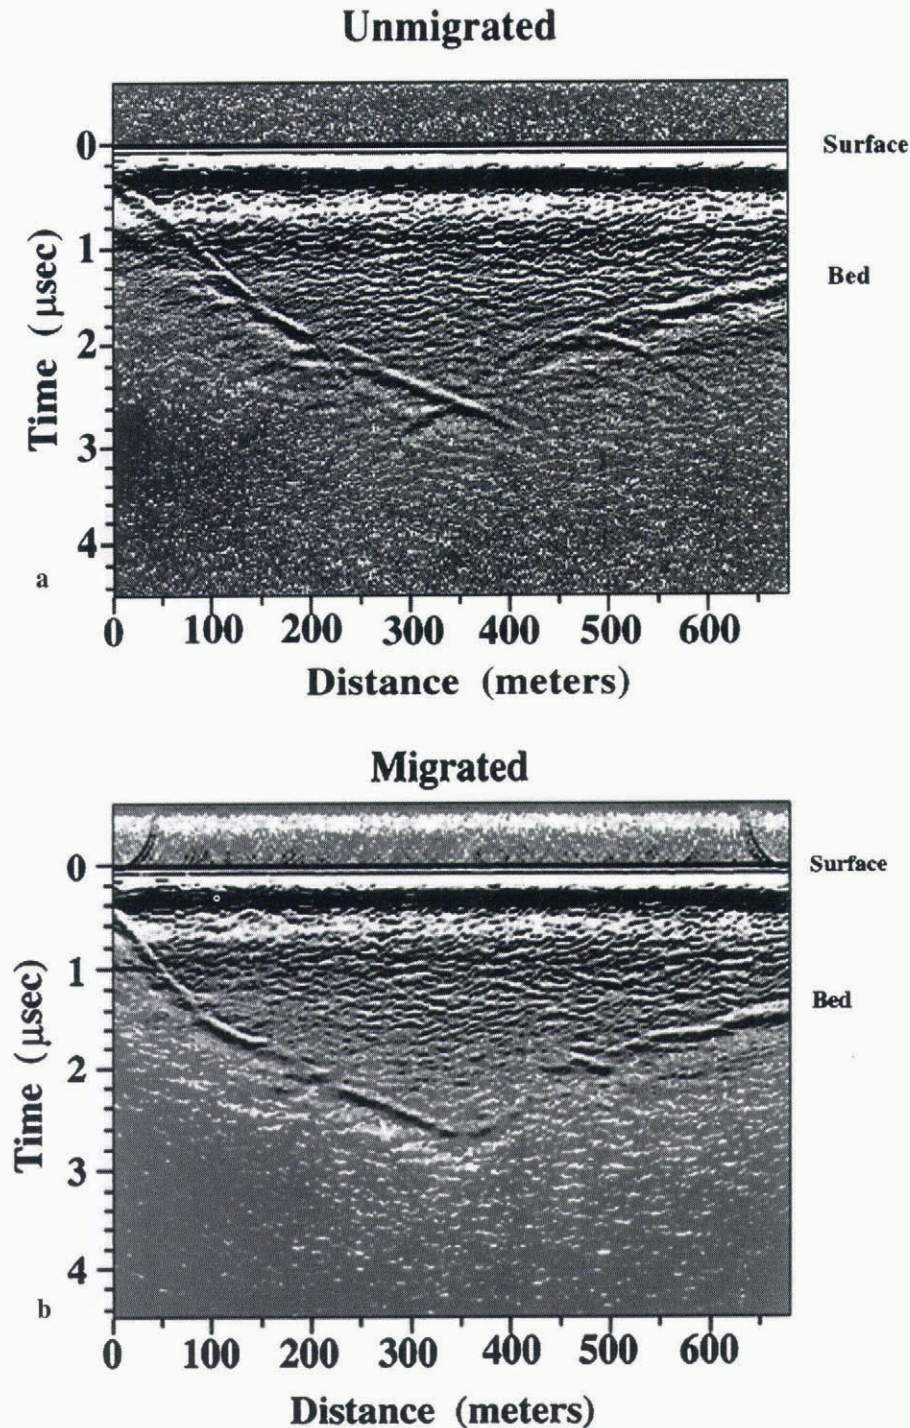 Unmigrated
0
1
2
3
4
Time (μsec)
Surface
Bed
a
0 100 200 300 400 500 600
Distance (meters)
Migrated
0
1
2
3
4
Time (μsec)
Surface
Bed
b
0 100 200 300 400 500 600
Distance (meters)